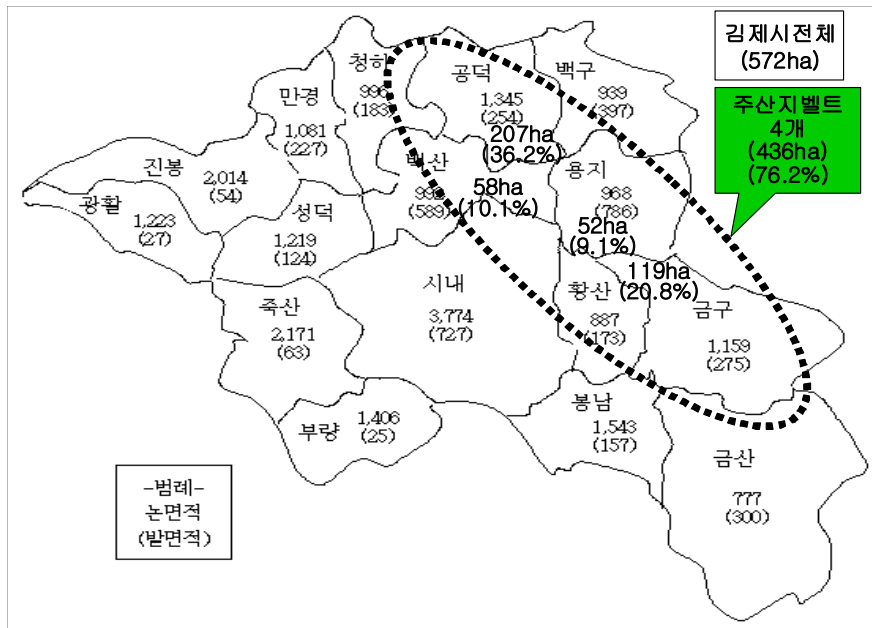 김제시전체
(572ha)
주산지벨트
4개
(436ha)
(76.2%)
청하
996
(183)
공덕
1,345
(254)
백구
939
(397)
만경
1,081
(227)
207ha
(36.2%)
백산
992
(589)
용지
968
(786)
진봉
2,014
(54)
58ha
(10.1%)
광활
1,223
(27)
성덕
1,219
(124)
52ha
(9.1%)
119ha
(20.8%)
시내
3,774
(727)
황산
887
(173)
금구
1,159
(275)
죽산
2,171
(63)
부량
1,406
(25)
봉남
1,543
(157)
금산
777
(300)
-범례-
논면적
(밭면적)